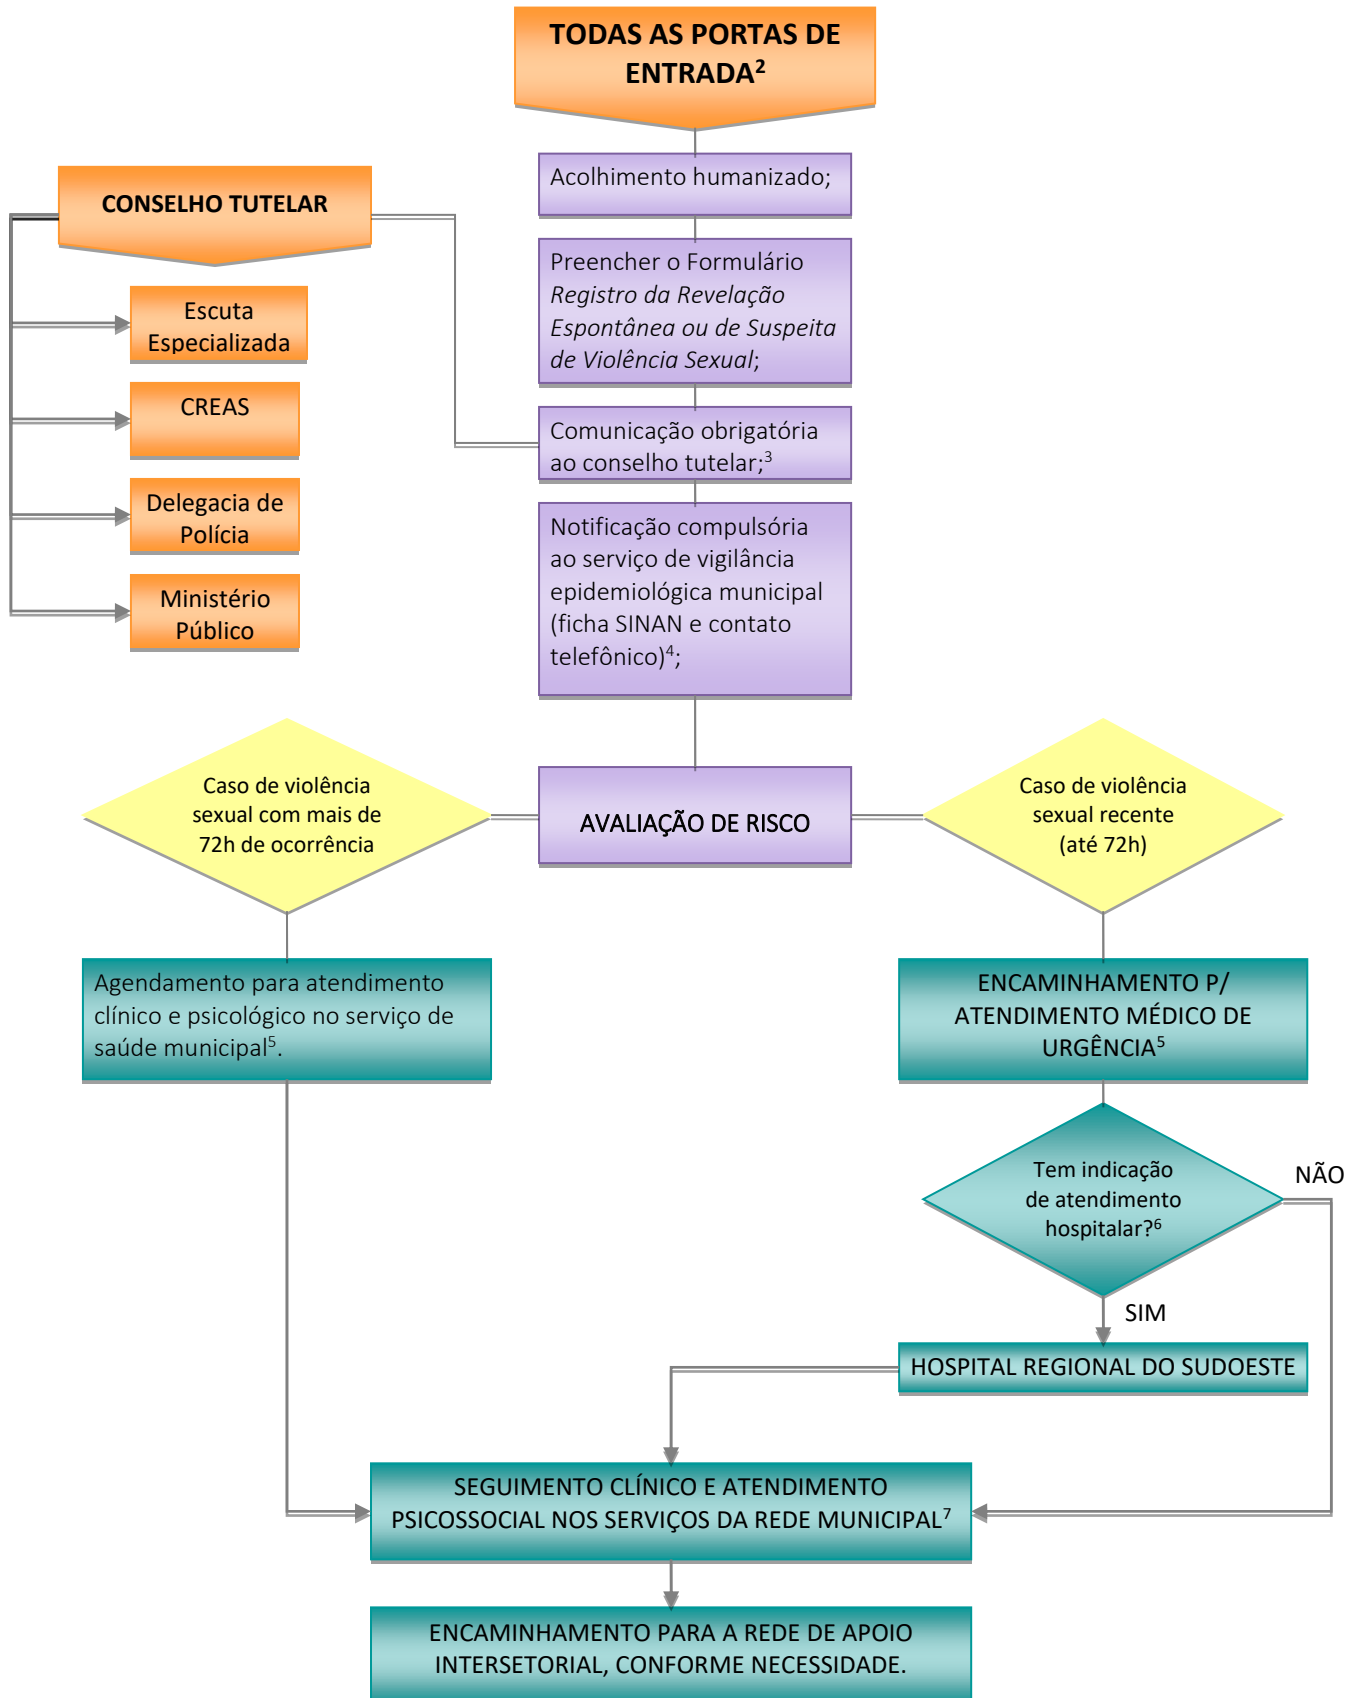 TODAS AS PORTAS DE
ENTRADA²
Acolhimento humanizado;
CONSELHO TUTELAR
Preencher o Formulário
Registro da Revelação
Espontânea ou de Suspeita
de Violência Sexual;
Escuta
Especializada
CREAS
Comunicação obrigatória
ao conselho tutelar;³
Delegacia de
Polícia
Notificação compulsória
ao serviço de vigilância
epidemiológica municipal
(ficha SINAN e contato
telefônico)⁴;
Ministério
Público
Caso de violência
sexual com mais de
72h de ocorrência
AVALIAÇÃO DE RISCO
Caso de violência
sexual recente
(até 72h)
Agendamento para atendimento
clínico e psicológico no serviço de
saúde municipal⁵.
ENCAMINHAMENTO P/
ATENDIMENTO MÉDICO DE
URGÊNCIA⁵
Tem indicação
de atendimento
hospitalar?⁶
NÃO
SIM
HOSPITAL REGIONAL DO SUDOESTE
SEGUIMENTO CLÍNICO E ATENDIMENTO
PSICOSSOCIAL NOS SERVIÇOS DA REDE MUNICIPAL⁷
ENCAMINHAMENTO PARA A REDE DE APOIO
INTERSETORIAL, CONFORME NECESSIDADE.